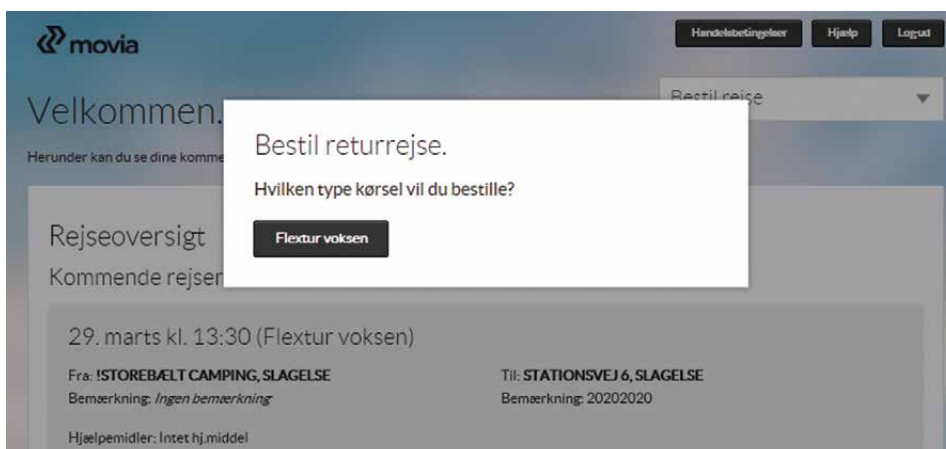 movia
Handelsbetingelser Hjælp Log ud
Bestil rejse
Velkommen.
Herunder kan du se dine komme
Bestil returrejse.
Hvilken type kørsel vil du bestille?
Flextur voksen
Rejseoversigt
Kommende rejser
29. marts kl. 13:30 (Flextur voksen)
Fra: !STOREBÆLT CAMPING, SLAGELSE Til: STATIONSVEJ 6, SLAGELSE
Bemærkning: Ingen bemærkning Bemærkning: 20202020
Hjælpemidler: Intet hj.middel